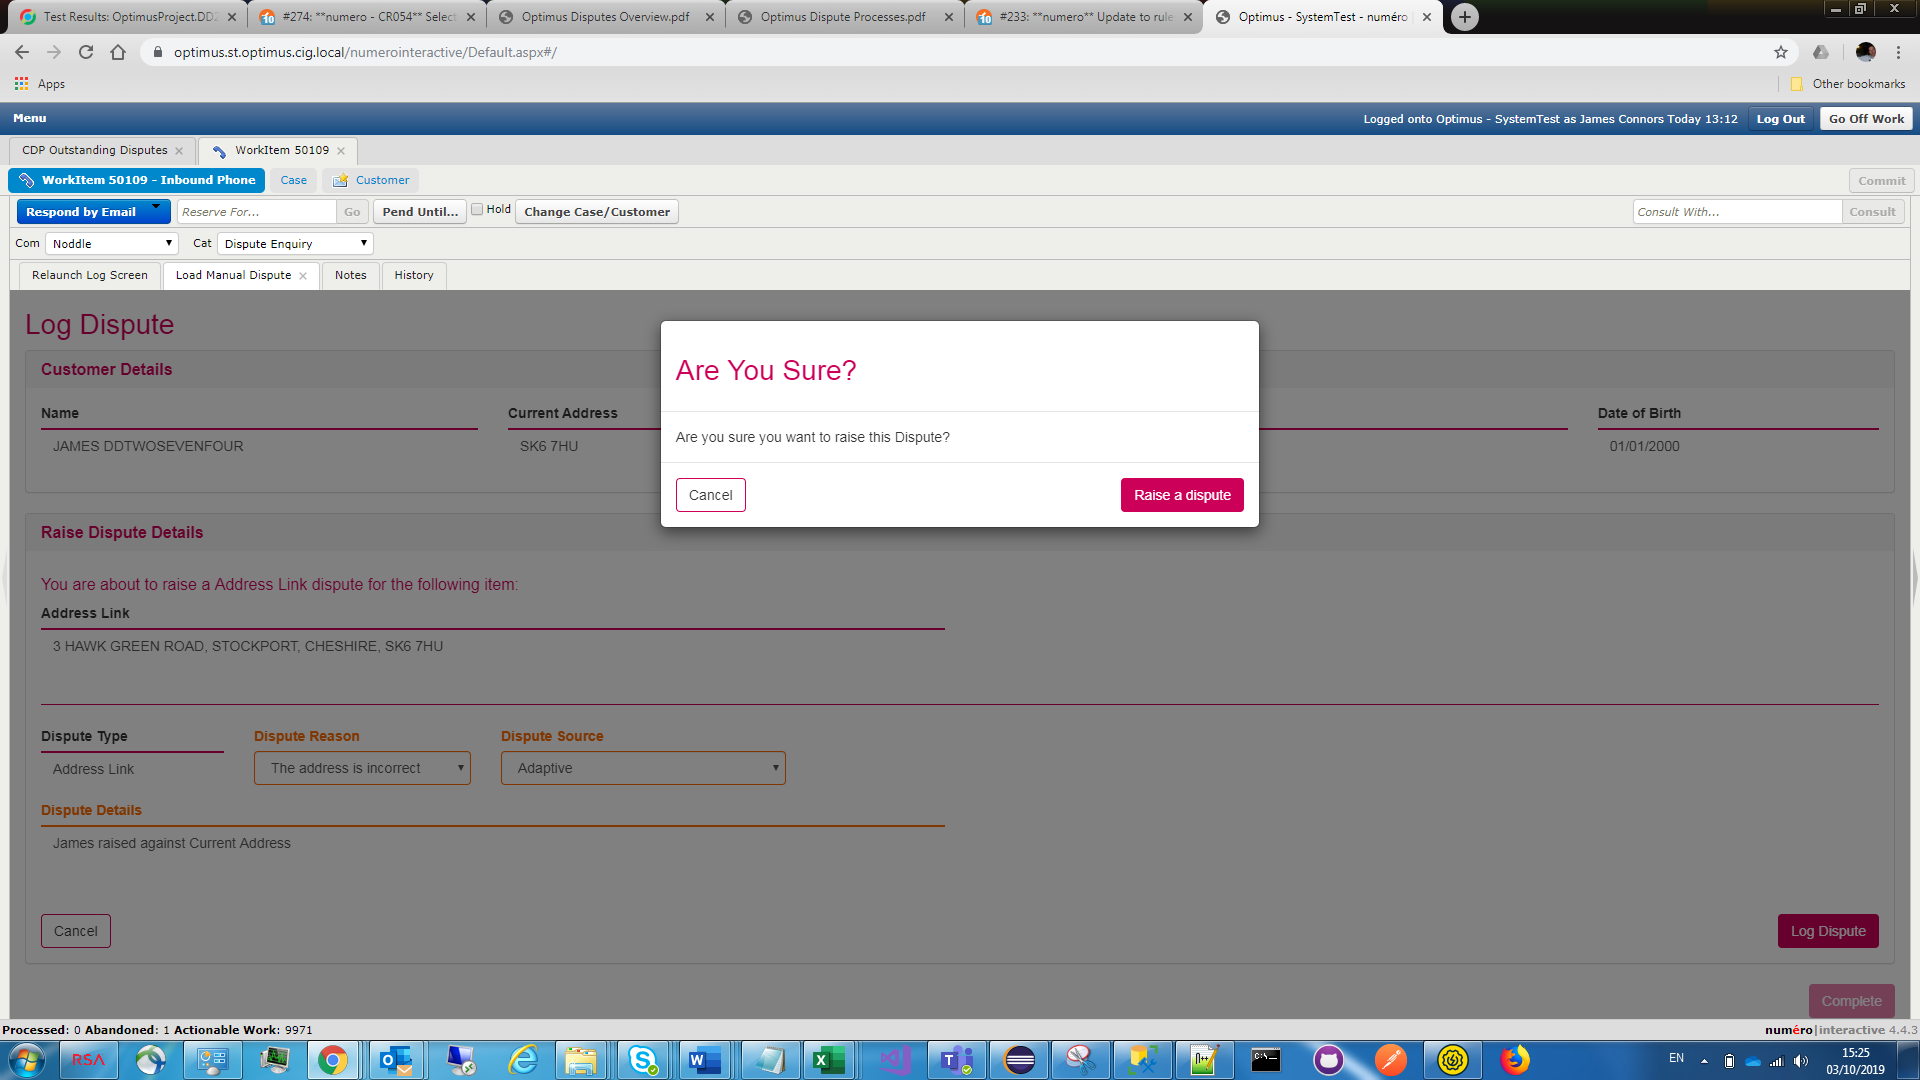 Test Results: OptimusProject.DD2
#274: **numero - CR054** Select
Optimus Disputes Overview.pdf
Optimus Dispute Processes.pdf
#233: **numero** Update to rule
Optimus - SystemTest - numéro
optimus.st.optimus.cig.local/numerointeractive/Default.aspx#/
Apps
Other bookmarks
Menu
Logged onto Optimus - SystemTest as James Connors Today 13:12
Log Out
Go Off Work
CDP Outstanding Disputes
WorkItem 50109
WorkItem 50109 - Inbound Phone
Case
Customer
Commit
Respond by Email
Reserve For...
Go
Pend Until...
Hold
Change Case/Customer
Consult With...
Consult
Com
Noddle
Cat
Dispute Enquiry
Relaunch Log Screen
Load Manual Dispute
Notes
History
Log Dispute
Customer Details
Name
Current Address
Date of Birth
JAMES DDTWOSEVENFOUR
SK6 7HU
01/01/2000
Are You Sure?
Are you sure you want to raise this Dispute?
Cancel
Raise a dispute
Raise Dispute Details
You are about to raise a Address Link dispute for the following item:
Address Link
3 HAWK GREEN ROAD, STOCKPORT, CHESHIRE, SK6 7HU
Dispute Type
Dispute Reason
Dispute Source
Address Link
The address is incorrect
Adaptive
Dispute Details
James raised against Current Address
Cancel
Log Dispute
Complete
Processed: 0 Abandoned: 1 Actionable Work: 9971
numéro|interactive 4.4.3
RSA
EN
15:25
03/10/2019